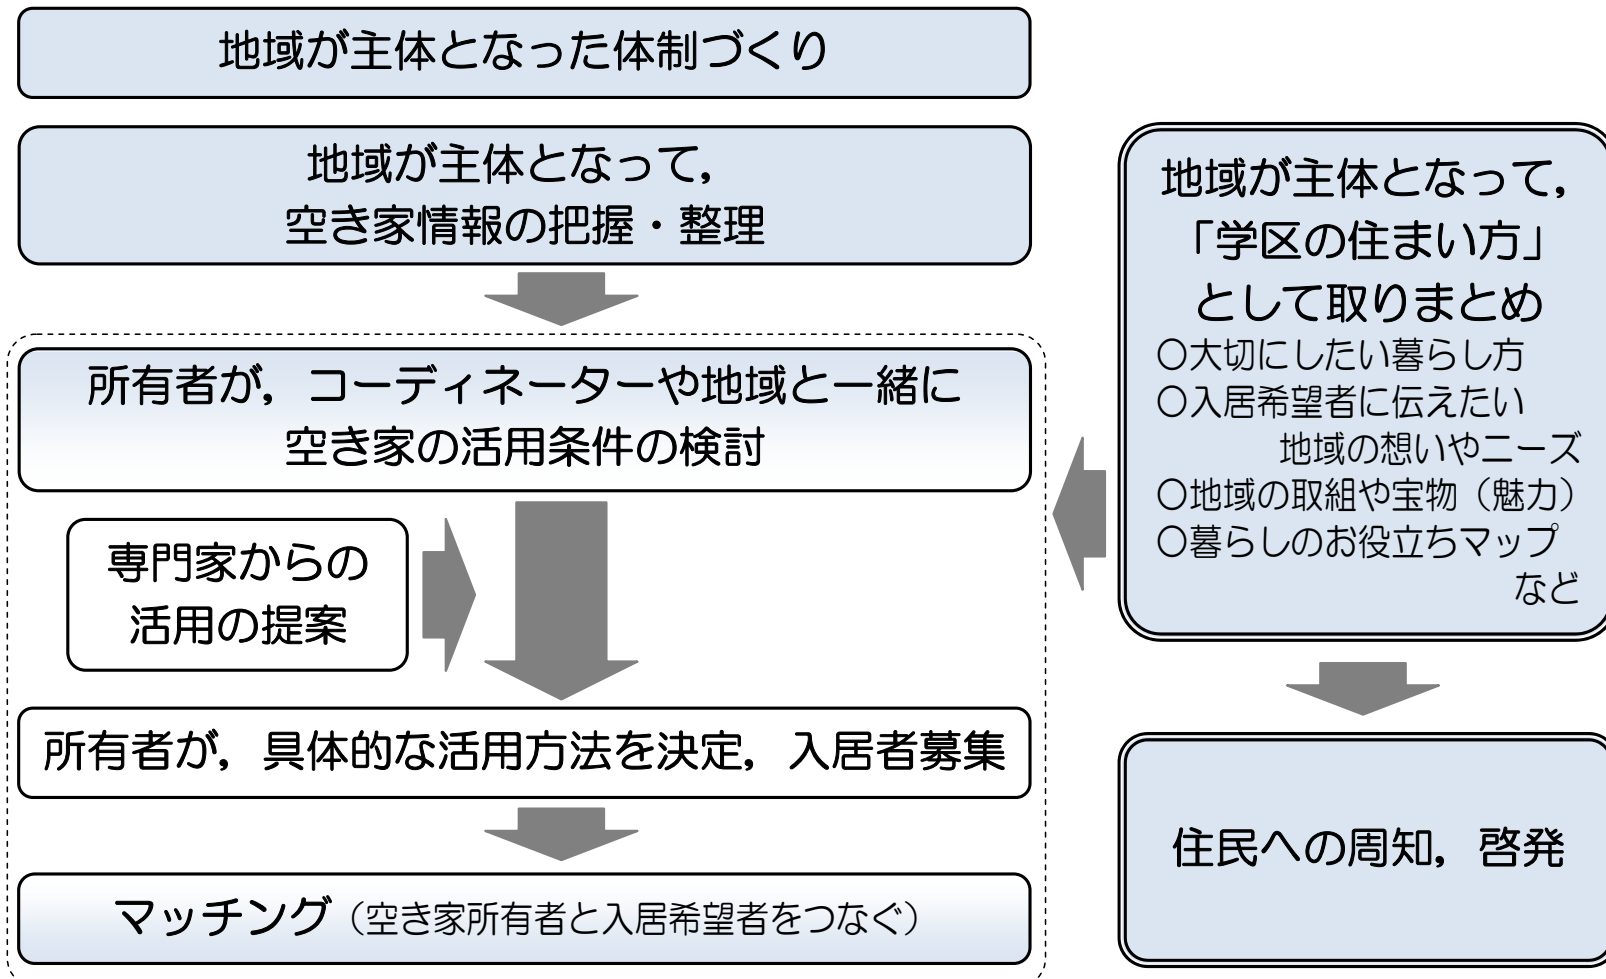 地域が主体となった体制づくり
地域が主体となって,
空き家情報の把握・整理
所有者が,コーディネーターや地域と一緒に
空き家の活用条件の検討
専門家からの
活用の提案
所有者が,具体的な活用方法を決定,入居者募集
マッチング(空き家所有者と入居希望者をつなぐ)
地域が主体となって,
「学区の住まい方」
として取りまとめ
○大切にしたい暮らし方
○入居希望者に伝えたい
地域の想いやニーズ
○地域の取組や宝物(魅力)
○暮らしのお役立ちマップ
など
住民への周知,啓発